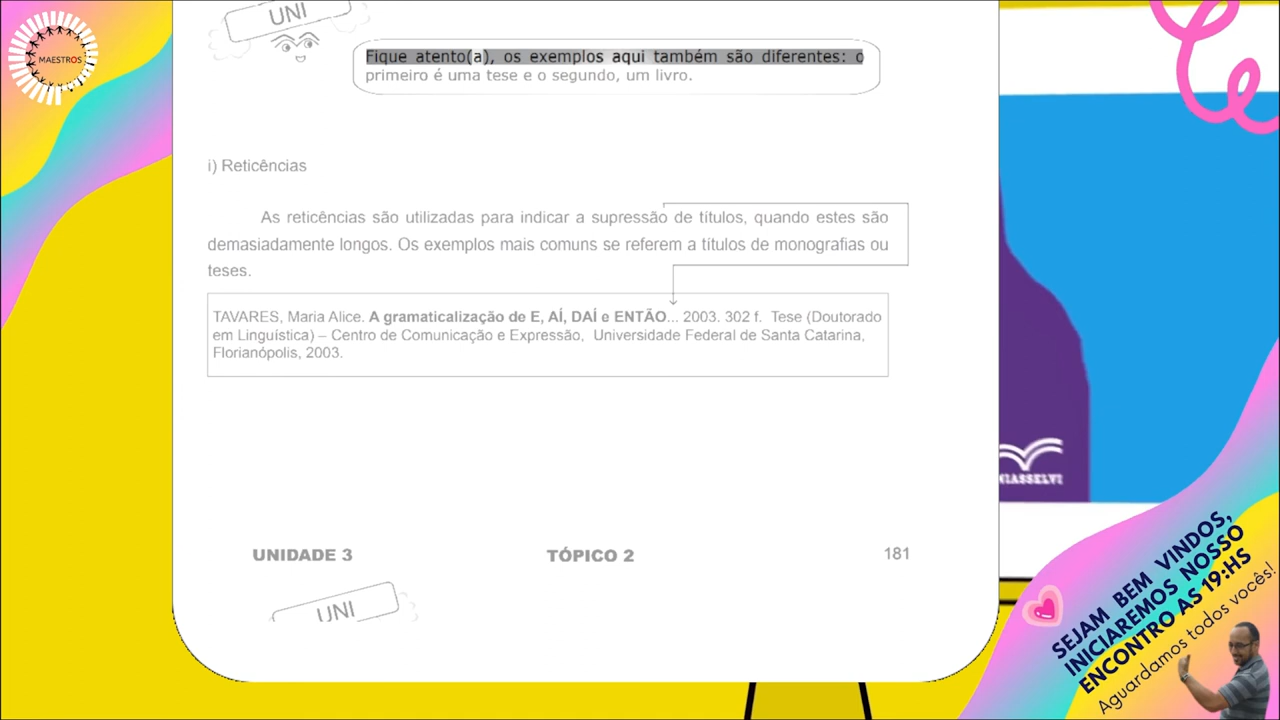 MAESTROS
UNI
Fique atento(a), os exemplos aqui também são diferentes: o
primeiro é uma tese e o segundo, um livro.
i) Reticências
As reticências são utilizadas para indicar a supressão de títulos, quando estes são
demasiadamente longos. Os exemplos mais comuns se referem a títulos de monografias ou
teses.
TAVARES, Maria Alice. A gramaticalização de E, AÍ, DAÍ e ENTÃO... 2003. 302 f. Tese (Doutorado
em Linguística) – Centro de Comunicação e Expressão, Universidade Federal de Santa Catarina,
Florianópolis, 2003.
UNIDADE 3 TÓPICO 2 181
UNI
NIASSELVI
SEJAM BEM VINDOS,
INICIAREMOS NOSSO
ENCONTRO AS 19:HS
Aguardamos todos vocês!